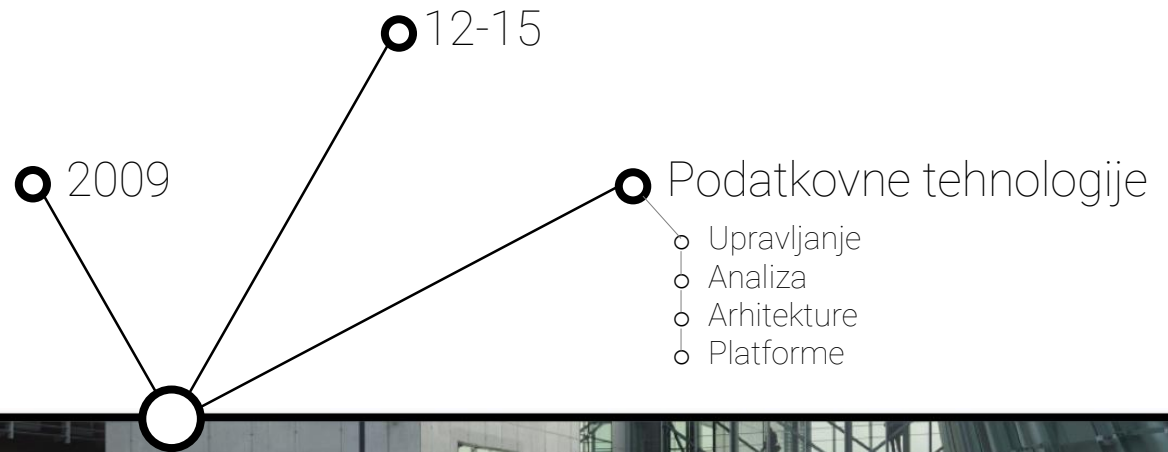 12-15
2009
Podatkovne tehnologije
Upravljanje
Analiza
Arhitekture
Platforme